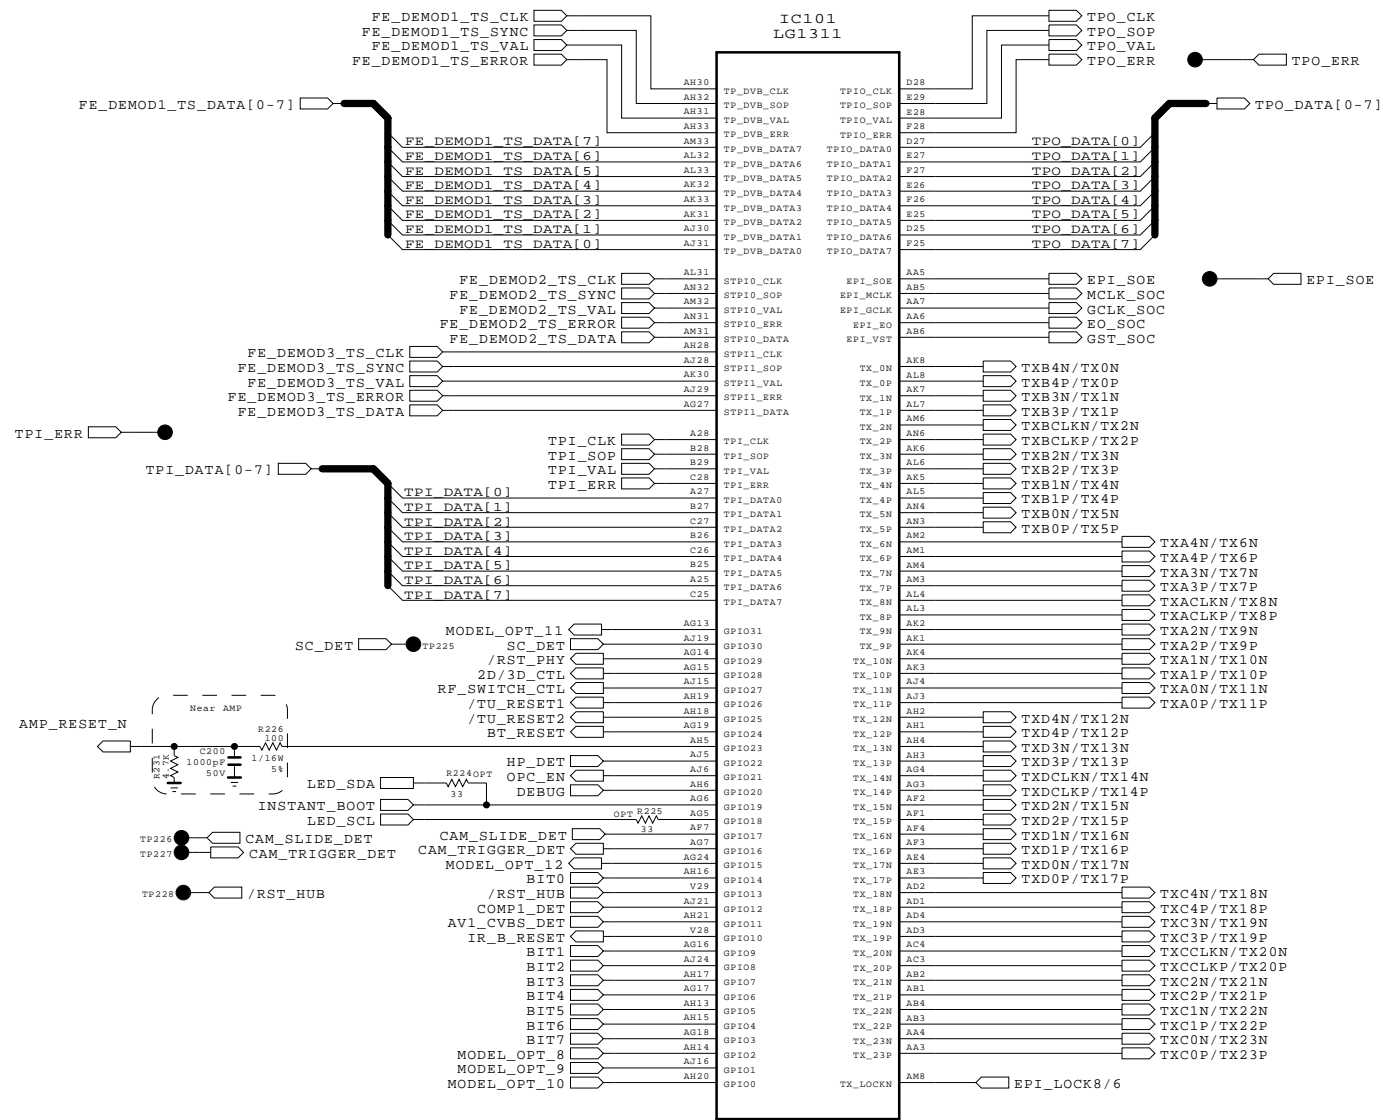 IC101
LG1311
FE_DEMOD1_TS_CLK
FE_DEMOD1_TS_SYNC
FE_DEMOD1_TS_VAL
FE_DEMOD1_TS_ERROR
FE_DEMOD1_TS_DATA[0-7]
FE_DEMOD1_TS_DATA[7]
FE_DEMOD1_TS_DATA[6]
FE_DEMOD1_TS_DATA[5]
FE_DEMOD1_TS_DATA[4]
FE_DEMOD1_TS_DATA[3]
FE_DEMOD1_TS_DATA[2]
FE_DEMOD1_TS_DATA[1]
FE_DEMOD1_TS_DATA[0]
FE_DEMOD2_TS_CLK
FE_DEMOD2_TS_SYNC
FE_DEMOD2_TS_VAL
FE_DEMOD2_TS_ERROR
FE_DEMOD2_TS_DATA
FE_DEMOD3_TS_CLK
FE_DEMOD3_TS_SYNC
FE_DEMOD3_TS_VAL
FE_DEMOD3_TS_ERROR
FE_DEMOD3_TS_DATA
TPI_ERR
TPI_CLK
TPI_SOP
TPI_VAL
TPI_ERR
TPI_DATA[0-7]
TPI_DATA[0]
TPI_DATA[1]
TPI_DATA[2]
TPI_DATA[3]
TPI_DATA[4]
TPI_DATA[5]
TPI_DATA[6]
TPI_DATA[7]
MODEL_OPT_11
SC_DET
TP225
SC_DET
/RST_PHY
2D/3D_CTL
RF_SWITCH_CTL
/TU_RESET1
/TU_RESET2
BT_RESET
AMP_RESET_N
Near AMP
R226
100
1/16W
5%
C200
1000pF
50V
R231
4.7K
HP_DET
OPC_EN
DEBUG
LED_SDA
R224
OPT
33
INSTANT_BOOT
LED_SCL
OPT
R225
33
TP226
CAM_SLIDE_DET
TP227
CAM_TRIGGER_DET
TP228
/RST_HUB
CAM_SLIDE_DET
CAM_TRIGGER_DET
MODEL_OPT_12
BIT0
/RST_HUB
COMP1_DET
AV1_CVBS_DET
IR_B_RESET
BIT1
BIT2
BIT3
BIT4
BIT5
BIT6
BIT7
MODEL_OPT_8
MODEL_OPT_9
MODEL_OPT_10
AH30 TP_DVB_CLK
AH32 TP_DVB_SOP
AH31 TP_DVB_VAL
AH33 TP_DVB_ERR
AM33 TP_DVB_DATA7
AL32 TP_DVB_DATA6
AL33 TP_DVB_DATA5
AK32 TP_DVB_DATA4
AK33 TP_DVB_DATA3
AK31 TP_DVB_DATA2
AJ30 TP_DVB_DATA1
AJ31 TP_DVB_DATA0
AL31 STPI0_CLK
AN32 STPI0_SOP
AM32 STPI0_VAL
AN31 STPI0_ERR
AM31 STPI0_DATA
AH28 STPI1_CLK
AJ28 STPI1_SOP
AK30 STPI1_VAL
AJ29 STPI1_ERR
AG27 STPI1_DATA
A28 TPI_CLK
B28 TPI_SOP
B29 TPI_VAL
C28 TPI_ERR
A27 TPI_DATA0
B27 TPI_DATA1
C27 TPI_DATA2
B26 TPI_DATA3
C26 TPI_DATA4
B25 TPI_DATA5
A25 TPI_DATA6
C25 TPI_DATA7
AG13 GPIO31
AJ19 GPIO30
AG14 GPIO29
AG15 GPIO28
AJ15 GPIO27
AH19 GPIO26
AH18 GPIO25
AG19 GPIO24
AH5 GPIO23
AJ5 GPIO22
AJ6 GPIO21
AH6 GPIO20
AG6 GPIO19
AG5 GPIO18
AF7 GPIO17
AG7 GPIO16
AG24 GPIO15
AH16 GPIO14
V29 GPIO13
AJ21 GPIO12
AH21 GPIO11
V28 GPIO10
AG16 GPIO9
AJ24 GPIO8
AH17 GPIO7
AG17 GPIO6
AH13 GPIO5
AH15 GPIO4
AG18 GPIO3
AH14 GPIO2
AJ16 GPIO1
AH20 GPIO0
TPIO_CLK D28 TPO_CLK
TPIO_SOP E29 TPO_SOP
TPIO_VAL E28 TPO_VAL
TPIO_ERR F28 TPO_ERR
TPO_ERR
TPO_DATA[0-7]
TPIO_DATA0 D27 TPO_DATA[0]
TPIO_DATA1 E27 TPO_DATA[1]
TPIO_DATA2 F27 TPO_DATA[2]
TPIO_DATA3 E26 TPO_DATA[3]
TPIO_DATA4 F26 TPO_DATA[4]
TPIO_DATA5 E25 TPO_DATA[5]
TPIO_DATA6 D25 TPO_DATA[6]
TPIO_DATA7 F25 TPO_DATA[7]
EPI_SOE AA5 EPI_SOE
EPI_SOE
EPI_MCLK AB5 MCLK_SOC
EPI_GCLK AA7 GCLK_SOC
EPI_EO AA6 EO_SOC
EPI_VST AB6 GST_SOC
TX_0N AK8 TXB4N/TX0N
TX_0P AL8 TXB4P/TX0P
TX_1N AK7 TXB3N/TX1N
TX_1P AL7 TXB3P/TX1P
TX_2N AM6 TXBCLKN/TX2N
TX_2P AN6 TXBCLKP/TX2P
TX_3N AK6 TXB2N/TX3N
TX_3P AL6 TXB2P/TX3P
TX_4N AK5 TXB1N/TX4N
TX_4P AL5 TXB1P/TX4P
TX_5N AN4 TXB0N/TX5N
TX_5P AN3 TXB0P/TX5P
TX_6N AM2 TXA4N/TX6N
TX_6P AM1 TXA4P/TX6P
TX_7N AM4 TXA3N/TX7N
TX_7P AM3 TXA3P/TX7P
TX_8N AL4 TXACLKN/TX8N
TX_8P AL3 TXACLKP/TX8P
TX_9N AK2 TXA2N/TX9N
TX_9P AK1 TXA2P/TX9P
TX_10N AK4 TXA1N/TX10N
TX_10P AK3 TXA1P/TX10P
TX_11N AJ4 TXA0N/TX11N
TX_11P AJ3 TXA0P/TX11P
TX_12N AH2 TXD4N/TX12N
TX_12P AH1 TXD4P/TX12P
TX_13N AH4 TXD3N/TX13N
TX_13P AH3 TXD3P/TX13P
TX_14N AG4 TXDCLKN/TX14N
TX_14P AG3 TXDCLKP/TX14P
TX_15N AF2 TXD2N/TX15N
TX_15P AF1 TXD2P/TX15P
TX_16N AF4 TXD1N/TX16N
TX_16P AF3 TXD1P/TX16P
TX_17N AE4 TXD0N/TX17N
TX_17P AE3 TXD0P/TX17P
TX_18N AD2 TXC4N/TX18N
TX_18P AD1 TXC4P/TX18P
TX_19N AD4 TXC3N/TX19N
TX_19P AD3 TXC3P/TX19P
TX_20N AC4 TXCCLKN/TX20N
TX_20P AC3 TXCCLKP/TX20P
TX_21N AB2 TXC2N/TX21N
TX_21P AB1 TXC2P/TX21P
TX_22N AB4 TXC1N/TX22N
TX_22P AB3 TXC1P/TX22P
TX_23N AA4 TXC0N/TX23N
TX_23P AA3 TXC0P/TX23P
TX_LOCKN AM8 EPI_LOCK8/6